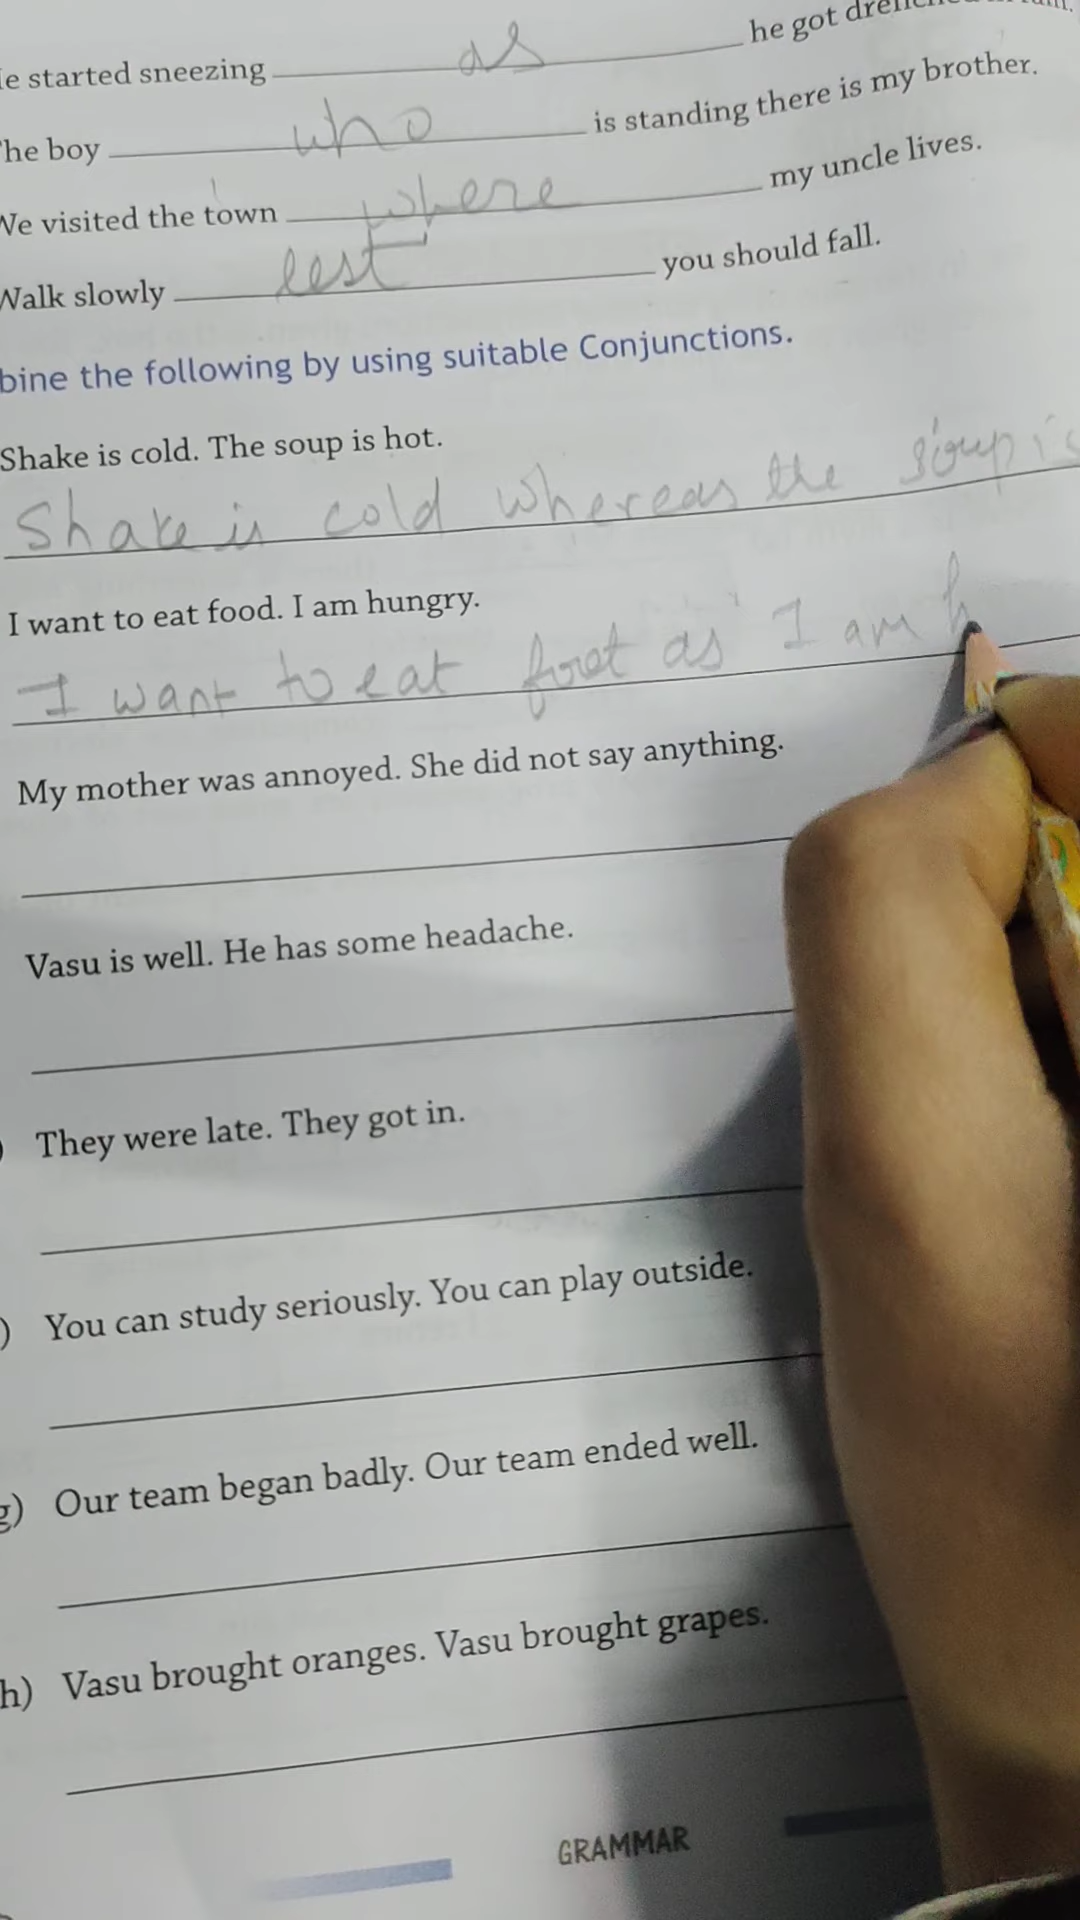 e started sneezing as he got
he boy who is standing there is my brother.
We visited the town where my uncle lives.
Walk slowly lest you should fall.
bine the following by using suitable Conjunctions.
Shake is cold. The soup is hot.
Shake is cold whereas the soup is
I want to eat food. I am hungry.
I want to eat as I am h
My mother was annoyed. She did not say anything.
Vasu is well. He has some headache.
) They were late. They got in.
) You can study seriously. You can play outside.
g) Our team began badly. Our team ended well.
h) Vasu brought oranges. Vasu brought grapes.
GRAMMAR